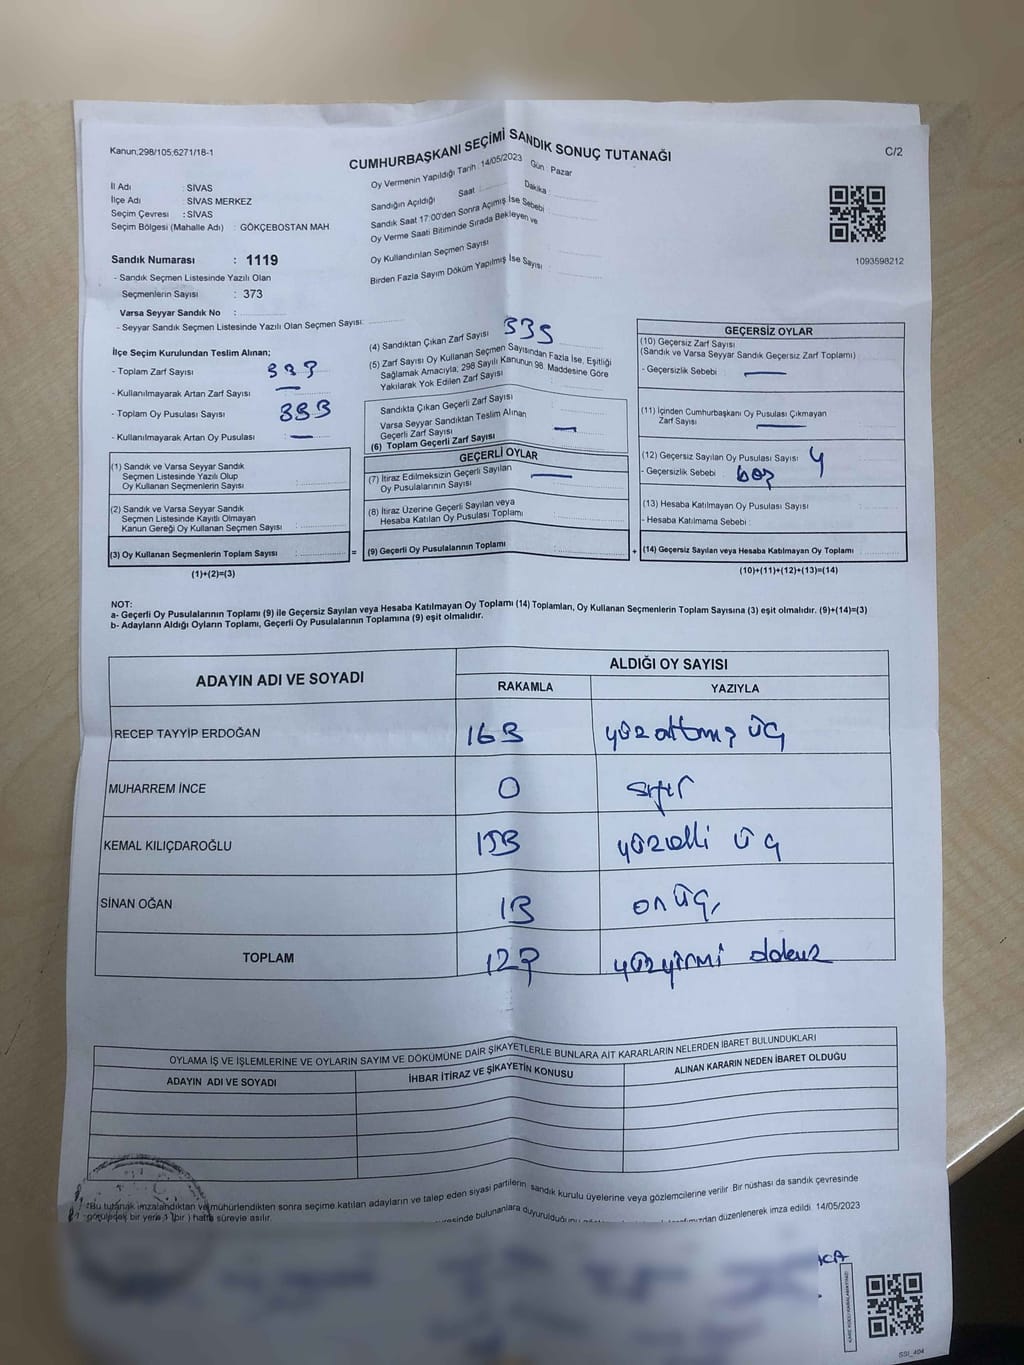 Kanun;298/105;6271/18-1
CUMHURBAŞKANI SEÇİMİ SANDIK SONUÇ TUTANAĞI
C/2
Oy Vermenin Yapıldığı Tarih : 14/05/2023 Gün : Pazar
İl Adı : SİVAS
İlçe Adı : SİVAS MERKEZ
Seçim Çevresi : SİVAS
Seçim Bölgesi (Mahalle Adı) : GÖKÇEBOSTAN MAH
Sandığın Açıldığı Saat : Dakika :
Sandık Saat 17:00'den Sonra Açılmış İse Sebebi
Oy Verme Saati Bitiminde Sırada Bekleyen ve
Oy Kullandırılan Seçmen Sayısı
Birden Fazla Sayım Döküm Yapılmış İse Sayısı
1093598212
Sandık Numarası : 1119
- Sandık Seçmen Listesinde Yazılı Olan
Seçmenlerin Sayısı : 373
Varsa Seyyar Sandık No :
- Seyyar Sandık Seçmen Listesinde Yazılı Olan Seçmen Sayısı:
İlçe Seçim Kurulundan Teslim Alınan;
- Toplam Zarf Sayısı :
- Kullanılmayarak Artan Zarf Sayısı : —
- Toplam Oy Pusulası Sayısı : 393
- Kullanılmayarak Artan Oy Pusulası : —
(4) Sandıktan Çıkan Zarf Sayısı 335
(5) Zarf Sayısı Oy Kullanan Seçmen Sayısından Fazla İse, Eşitliği
Sağlamak Amacıyla; 298 Sayılı Kanunun 98. Maddesine Göre
Yakılarak Yok Edilen Zarf Sayısı
Sandıkta Çıkan Geçerli Zarf Sayısı
Varsa Seyyar Sandıktan Teslim Alınan
Geçerli Zarf Sayısı —
(6) Toplam Geçerli Zarf Sayısı
GEÇERSİZ OYLAR
(10) Geçersiz Zarf Sayısı
(Sandık ve Varsa Seyyar Sandık Geçersiz Zarf Toplamı)
- Geçersizlik Sebebi : —
(11) İçinden Cumhurbaşkanı Oy Pusulası Çıkmayan
Zarf Sayısı : —
(12) Geçersiz Sayılan Oy Pusulası Sayısı : 4
- Geçersizlik Sebebi : boş
(13) Hesaba Katılmayan Oy Pusulası Sayısı :
- Hesaba Katılmama Sebebi :
(14) Geçersiz Sayılan veya Hesaba Katılmayan Oy Toplamı
(10)+(11)+(12)+(13)=(14)
(1) Sandık ve Varsa Seyyar Sandık
Seçmen Listesinde Yazılı Olup
Oy Kullanan Seçmenlerin Sayısı :
(2) Sandık ve Varsa Seyyar Sandık
Seçmen Listesinde Kayıtlı Olmayan
Kanun Gereği Oy Kullanan Seçmen Sayısı :
(3) Oy Kullanan Seçmenlerin Toplam Sayısı :
(1)+(2)=(3)
GEÇERLİ OYLAR
(7) İtiraz Edilmeksizin Geçerli Sayılan
Oy Pusulalarının Sayısı —
(8) İtiraz Üzerine Geçerli Sayılan veya
Hesaba Katılan Oy Pusulası Toplamı
(9) Geçerli Oy Pusulalarının Toplamı
NOT:
a- Geçerli Oy Pusulalarının Toplamı (9) ile Geçersiz Sayılan veya Hesaba Katılmayan Oy Toplamı (14) Toplamları, Oy Kullanan Seçmenlerin Toplam Sayısına (3) eşit olmalıdır. (9)+(14)=(3)
b- Adayların Aldığı Oyların Toplamı, Geçerli Oy Pusulalarının Toplamına (9) eşit olmalıdır.
ADAYIN ADI VE SOYADI
ALDIĞI OY SAYISI
RAKAMLA YAZIYLA
RECEP TAYYİP ERDOĞAN 163 yüz altmış üç
MUHARREM İNCE 0 sıfır
KEMAL KILIÇDAROĞLU 153 yüzelli üç
SİNAN OĞAN 13 on üç
TOPLAM 129 yüzyirmi dokuz
OYLAMA İŞ VE İŞLEMLERİNE VE OYLARIN SAYIM VE DÖKÜMÜNE DAİR ŞİKAYETLERLE BUNLARA AİT KARARLARIN NELERDEN İBARET BULUNDUKLARI
ADAYIN ADI VE SOYADI İHBAR İTİRAZ VE ŞİKAYETİN KONUSU ALINAN KARARIN NEDEN İBARET OLDUĞU
Bu tutanak imzalandıktan ve mühürlendikten sonra seçime katılan adayların ve talep eden siyasi partilerin sandık kurulu üyelerine veya gözlemcilerine verilir Bir nüshası da sandık çevresinde
görülecek bir yere 1 (bir) hafta süreyle asılır.
bulunanlara duyurulduğunu düzenlenerek imza edildi. 14/05/2023
SSI_404